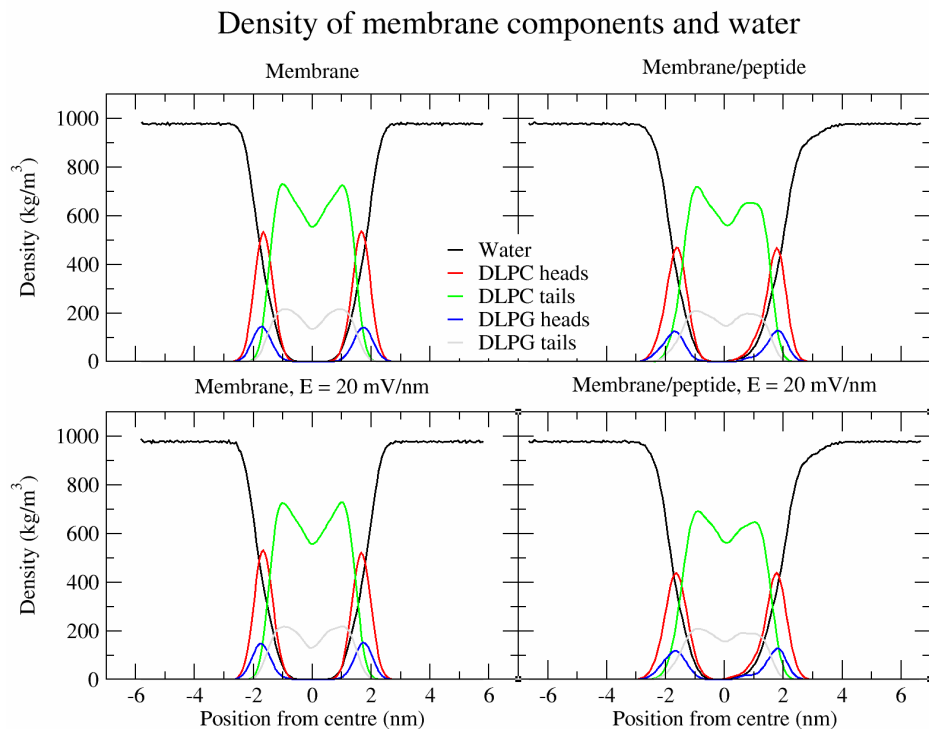 Density of membrane components and water
Membrane
Membrane/peptide
1000
800
600
400
200
0
Density (kg/m³)
Water
DLPC heads
DLPC tails
DLPG heads
DLPG tails
Membrane, E = 20 mV/nm
Membrane/peptide, E = 20 mV/nm
1000
800
600
400
200
0
Density (kg/m³)
-6 -4 -2 0 2 4 6
-6 -4 -2 0 2 4 6
Position from centre (nm)
Position from centre (nm)